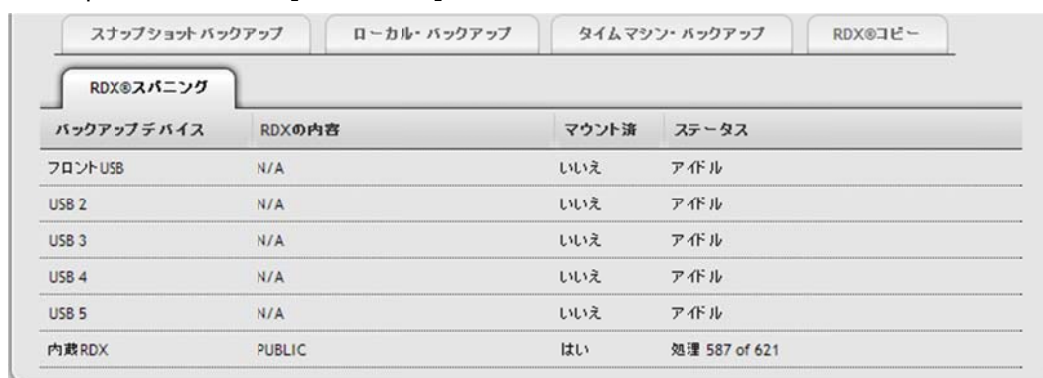 スナップショットバックアップ ローカル・バックアップ タイムマシン・バックアップ RDX®コピー
RDX®スパニング
バックアップデバイス RDXの内容 マウント済 ステータス
フロントUSB N/A いいえ アイドル
USB 2 N/A いいえ アイドル
USB 3 N/A いいえ アイドル
USB 4 N/A いいえ アイドル
USB 5 N/A いいえ アイドル
内蔵RDX PUBLIC はい 処理 587 of 621